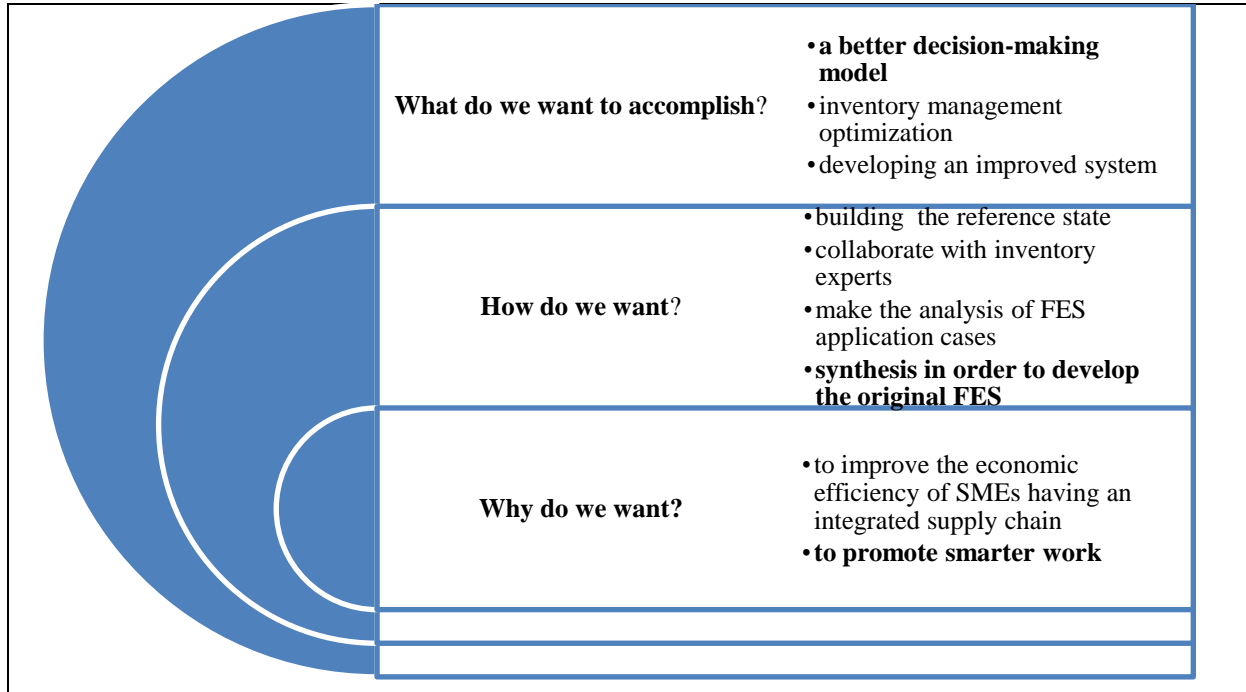 What do we want to accomplish?
•a better decision-making
model
•inventory management
optimization
•developing an improved system
How do we want?
•building the reference state
•collaborate with inventory
experts
•make the analysis of FES
application cases
•synthesis in order to develop
the original FES
Why do we want?
•to improve the economic
efficiency of SMEs having an
integrated supply chain
•to promote smarter work